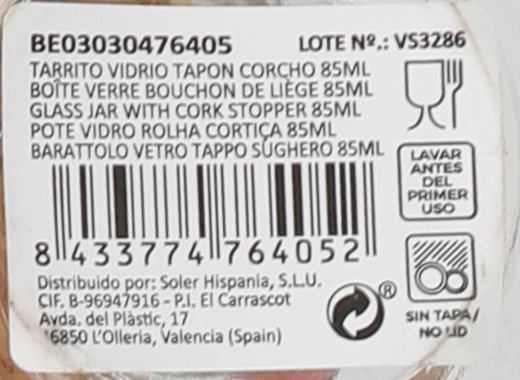 BE03030476405 LOTE Nº.: VS3286
TARRITO VIDRIO TAPON CORCHO 85ML
BOÎTE VERRE BOUCHON DE LIÈGE 85ML
GLASS JAR WITH CORK STOPPER 85ML
POTE VIDRO ROLHA CORTIÇA 85ML
BARATTOLO VETRO TAPPO SUGHERO 85ML
LAVAR
ANTES
DEL
PRIMER
USO
8 433774 764052
Distribuido por: Soler Hispania, S.L.U.
CIF. B-96947916 - P.I. El Carrascot
Avda. del Plàstic, 17
46850 L'Olleria, Valencia (Spain)
®
SIN TAPA/
NO LID